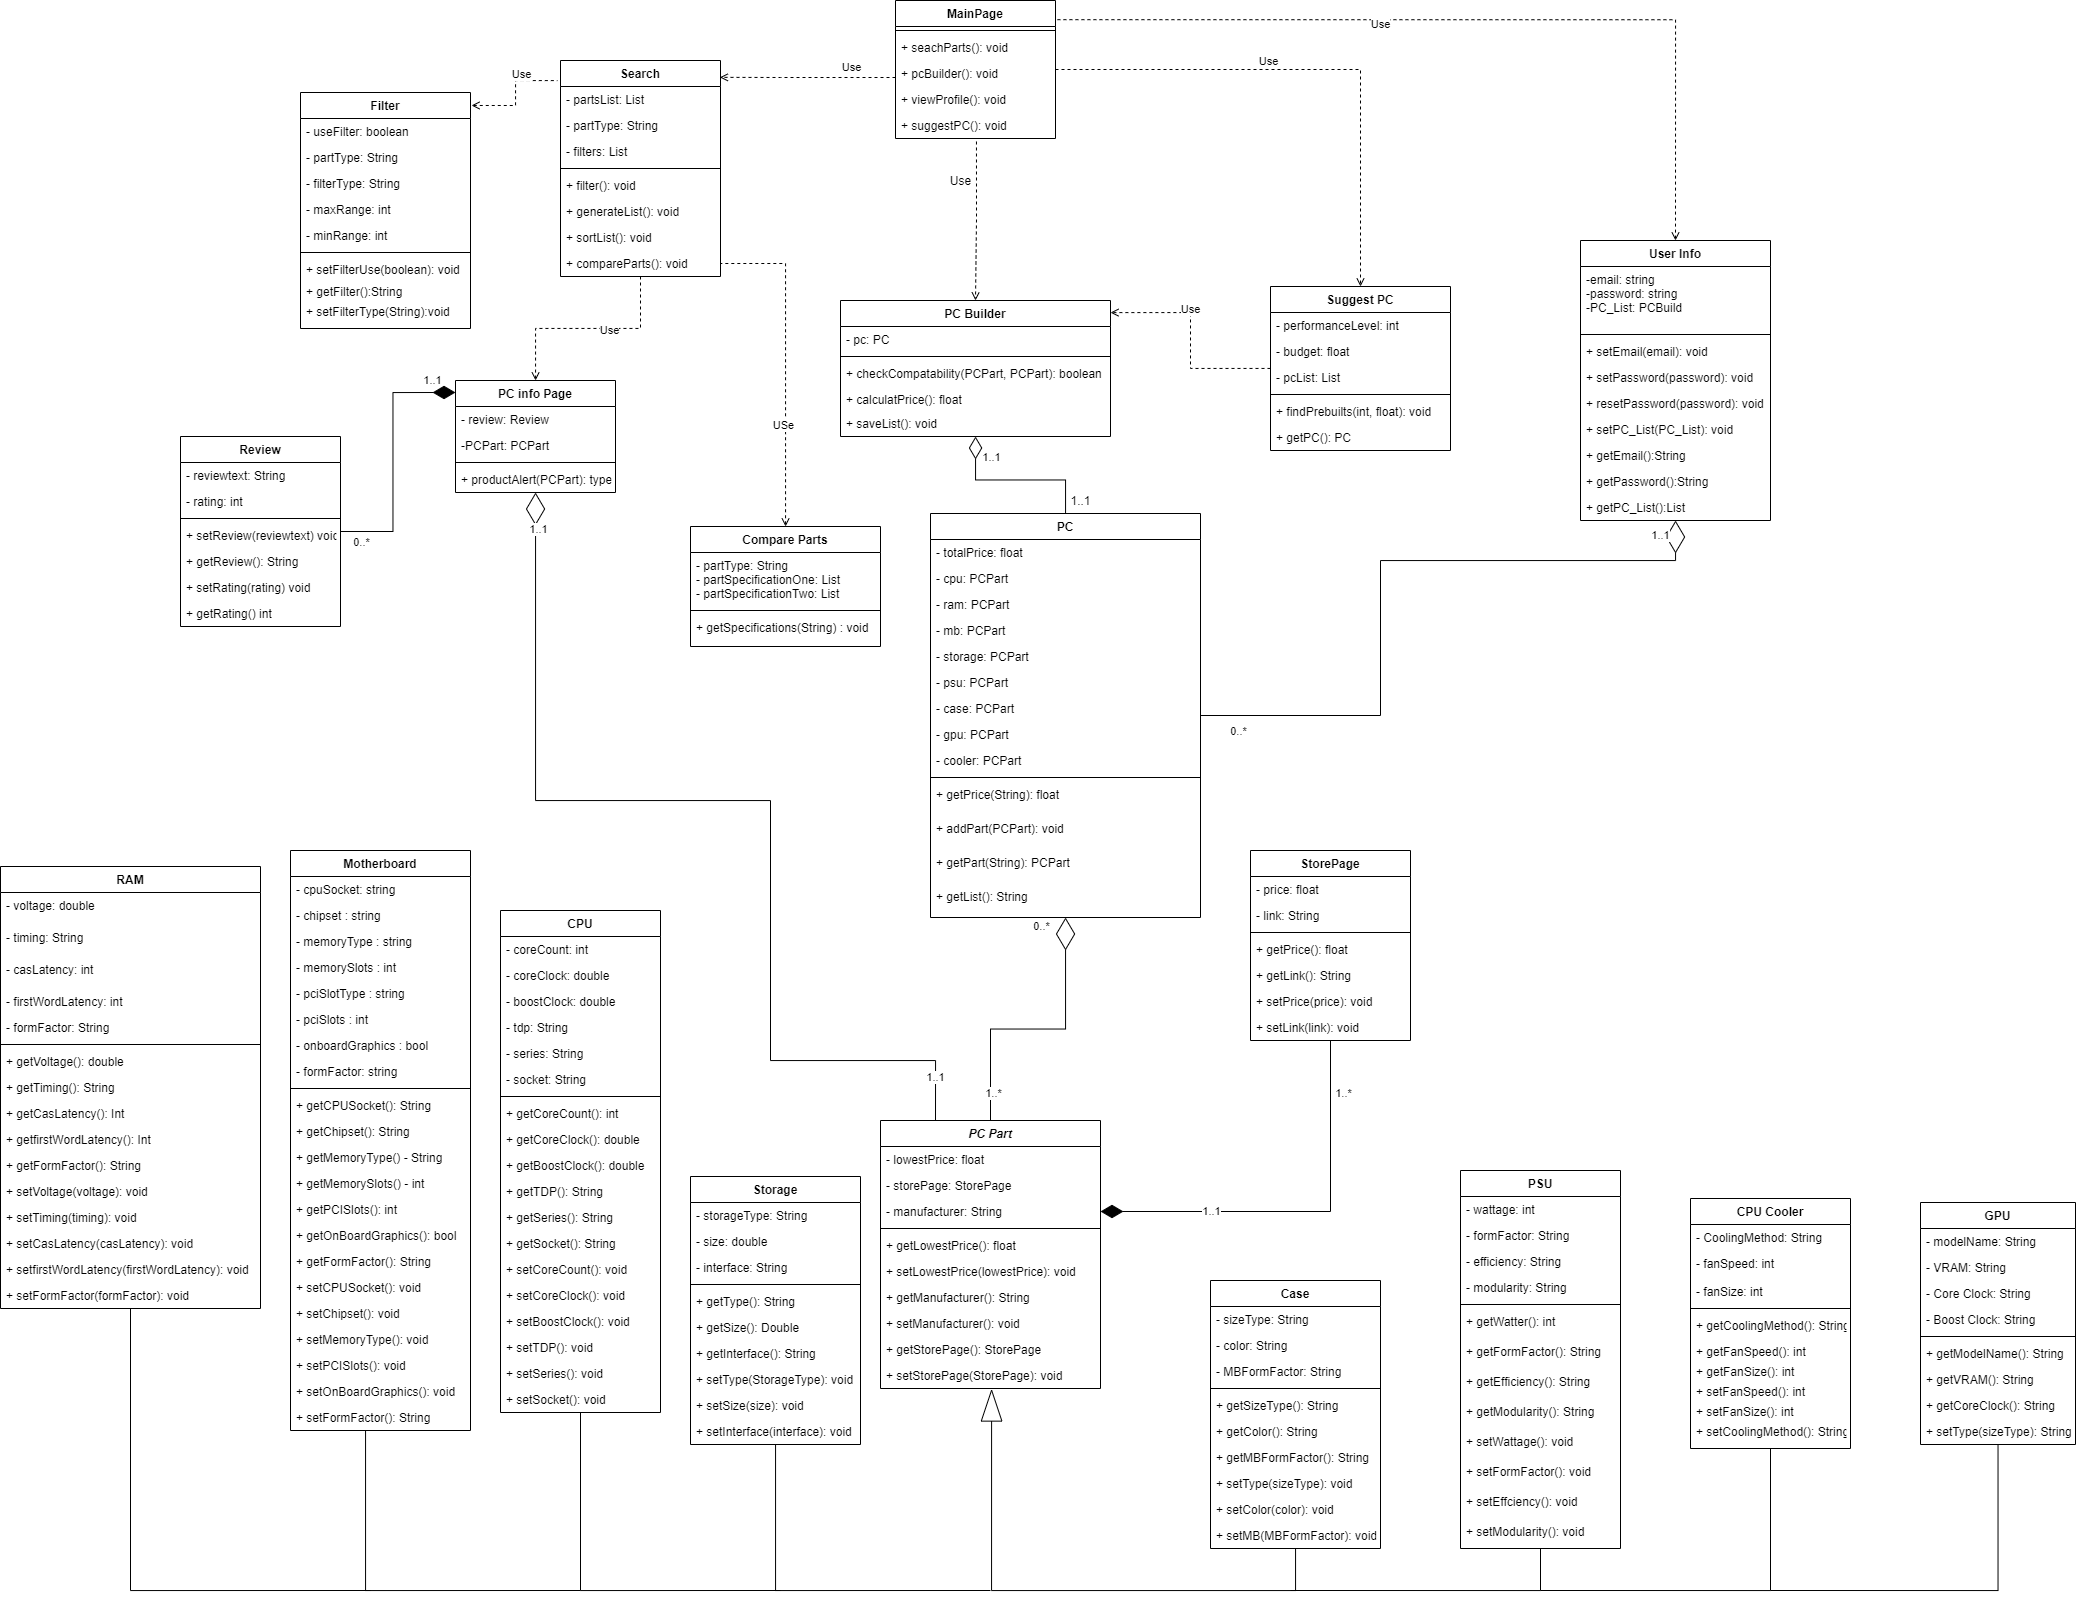 MainPage
+ seachParts(): void
+ pcBuilder(): void
+ viewProfile(): void
+ suggestPC(): void
Use
Use
Use
Use
Use
Search
- partsList: List
- partType: String
- filters: List
+ filter(): void
+ generateList(): void
+ sortList(): void
+ compareParts(): void
Filter
- useFilter: boolean
- partType: String
- filterType: String
- maxRange: int
- minRange: int
+ setFilterUse(boolean): void
+ getFilter():String
+ setFilterType(String):void
Use
USe
Use
User Info
-email: string
-password: string
-PC_List: PCBuild
+ setEmail(email): void
+ setPassword(password): void
+ resetPassword(password): void
+ setPC_List(PC_List): void
+ getEmail():String
+ getPassword():String
+ getPC_List():List
1..1
0..*
Suggest PC
- performanceLevel: int
- budget: float
- pcList: List
+ findPrebuilts(int, float): void
+ getPC(): PC
PC Builder
- pc: PC
+ checkCompatability(PCPart, PCPart): boolean
+ calculatPrice(): float
+ saveList(): void
1..1
1..1
PC info Page
- review: Review
-PCPart: PCPart
+ productAlert(PCPart): type
1..1
1..1
0..*
Review
- reviewtext: String
- rating: int
+ setReview(reviewtext) void
+ getReview(): String
+ setRating(rating) void
+ getRating() int
Compare Parts
- partType: String
- partSpecificationOne: List
- partSpecificationTwo: List
+ getSpecifications(String) : void
PC
- totalPrice: float
- cpu: PCPart
- ram: PCPart
- mb: PCPart
- storage: PCPart
- psu: PCPart
- case: PCPart
- gpu: PCPart
- cooler: PCPart
+ getPrice(String): float
+ addPart(PCPart): void
+ getPart(String): PCPart
+ getList(): String
0..*
1..*
1..1
StorePage
- price: float
- link: String
+ getPrice(): float
+ getLink(): String
+ setPrice(price): void
+ setLink(link): void
1..*
1..1
RAM
- voltage: double
- timing: String
- casLatency: int
- firstWordLatency: int
- formFactor: String
+ getVoltage(): double
+ getTiming(): String
+ getCasLatency(): Int
+ getfirstWordLatency(): Int
+ getFormFactor(): String
+ setVoltage(voltage): void
+ setTiming(timing): void
+ setCasLatency(casLatency): void
+ setfirstWordLatency(firstWordLatency): void
+ setFormFactor(formFactor): void
Motherboard
- cpuSocket: string
- chipset : string
- memoryType : string
- memorySlots : int
- pciSlotType : string
- pciSlots : int
- onboardGraphics : bool
- formFactor: string
+ getCPUSocket(): String
+ getChipset(): String
+ getMemoryType() - String
+ getMemorySlots() - int
+ getPCISlots(): int
+ getOnBoardGraphics(): bool
+ getFormFactor(): String
+ setCPUSocket(): void
+ setChipset(): void
+ setMemoryType(): void
+ setPCISlots(): void
+ setOnBoardGraphics(): void
+ setFormFactor(): String
CPU
- coreCount: int
- coreClock: double
- boostClock: double
- tdp: String
- series: String
- socket: String
+ getCoreCount(): int
+ getCoreClock(): double
+ getBoostClock(): double
+ getTDP(): String
+ getSeries(): String
+ getSocket(): String
+ setCoreCount(): void
+ setCoreClock(): void
+ setBoostClock(): void
+ setTDP(): void
+ setSeries(): void
+ setSocket(): void
Storage
- storageType: String
- size: double
- interface: String
+ getType(): String
+ getSize(): Double
+ getInterface(): String
+ setType(StorageType): void
+ setSize(size): void
+ setInterface(interface): void
PC Part
- lowestPrice: float
- storePage: StorePage
- manufacturer: String
+ getLowestPrice(): float
+ setLowestPrice(lowestPrice): void
+ getManufacturer(): String
+ setManufacturer(): void
+ getStorePage(): StorePage
+ setStorePage(StorePage): void
Case
- sizeType: String
- color: String
- MBFormFactor: String
+ getSizeType(): String
+ getColor(): String
+ getMBFormFactor(): String
+ setType(sizeType): void
+ setColor(color): void
+ setMB(MBFormFactor): void
PSU
- wattage: int
- formFactor: String
- efficiency: String
- modularity: String
+ getWatter(): int
+ getFormFactor(): String
+ getEfficiency(): String
+ getModularity(): String
+ setWattage(): void
+ setFormFactor(): void
+ setEffciency(): void
+ setModularity(): void
CPU Cooler
- CoolingMethod: String
- fanSpeed: int
- fanSize: int
+ getCoolingMethod(): String
+ getFanSpeed(): int
+ getFanSize(): int
+ setFanSpeed(): int
+ setFanSize(): int
+ setCoolingMethod(): String
GPU
- modelName: String
- VRAM: String
- Core Clock: String
- Boost Clock: String
+ getModelName(): String
+ getVRAM(): String
+ getCoreClock(): String
+ setType(sizeType): String